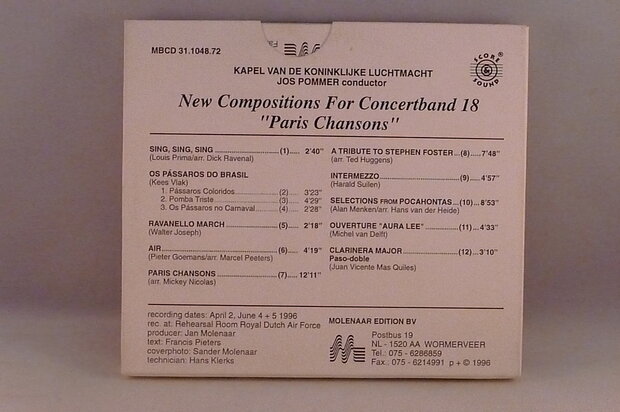 MBCD 31.1048.72
SCORE & SOUND ®
KAPEL VAN DE KONINKLIJKE LUCHTMACHT
JOS POMMER conductor
New Compositions For Concertband 18
"Paris Chansons"
SING, SING, SING ........................(1)..... 2'40"
(Louis Prima/arr. Dick Ravenal)
OS PÁSSAROS DO BRASIL
(Kees Vlak)
1. Pássaros Coloridos ............... (2) ..... 3'23"
2. Pomba Triste ........................ (3) ..... 4'29"
3. Os Pássaros no Carnaval ..... (4) ..... 2'28"
RAVANELLO MARCH ..................(5) ..... 2'18"
(Walter Joseph)
AIR............................................(6)..... 4'19"
(Pieter Goemans/arr. Marcel Peeters)
PARIS CHANSONS .....................(7)..... 12'11"
(arr. Mickey Nicolas)
A TRIBUTE TO STEPHEN FOSTER...(8).....7'48"
(arr. Ted Huggens)
INTERMEZZO ...........................(9)....4'57"
(Harald Suilen)
SELECTIONS FROM POCAHONTAS...(10)...8'53"
(Alan Menken/arr. Hans van der Heide)
OUVERTURE "AURA LEE" ............(11)...4'33"
(Michel van Delft)
CLARINERA MAJOR ...................(12)...3'10"
Paso-doble
(Juan Vicente Mas Quiles)
recording dates: April 2, June 4 + 5 1996
rec. at: Rehearsal Room Royal Dutch Air Force
producer: Jan Molenaar
text: Francis Pieters
coverphoto: Sander Molenaar
technician: Hans Klerks
MOLENAAR EDITION BV
Postbus 19
NL - 1520 AA WORMERVEER
Tel.: 075 - 6286859
Fax.: 075 - 6214991 p + © 1996